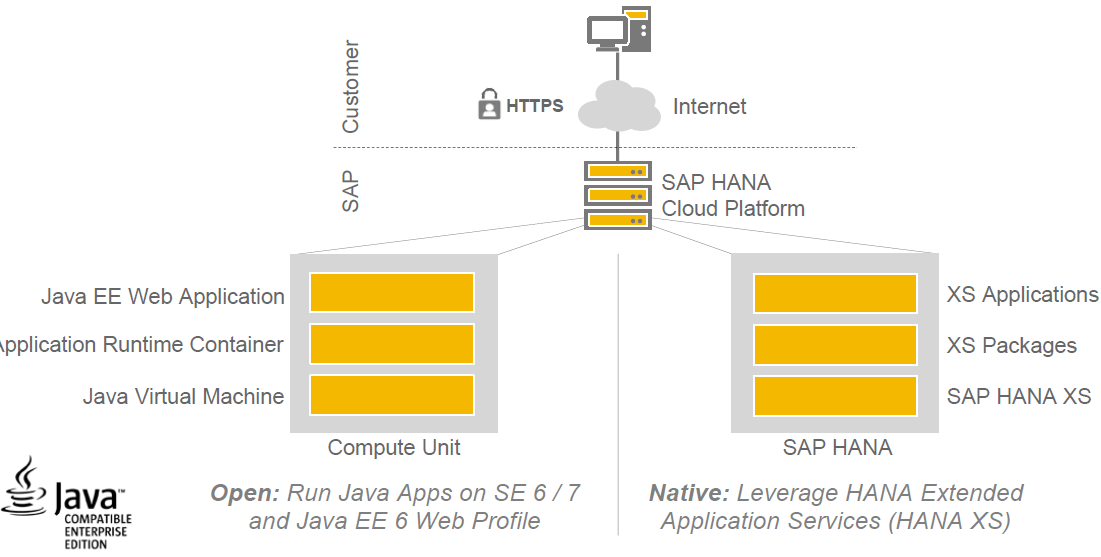 Customer
HTTPS
Internet
SAP
SAP HANA
Cloud Platform
Java EE Web Application
Application Runtime Container
Java Virtual Machine
Compute Unit
XS Applications
XS Packages
SAP HANA XS
SAP HANA
Java™
COMPATIBLE
ENTERPRISE
EDITION
Open: Run Java Apps on SE 6 / 7
and Java EE 6 Web Profile
Native: Leverage HANA Extended
Application Services (HANA XS)